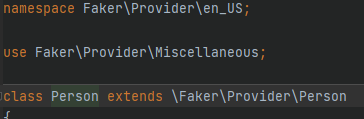 namespace Faker\Provider\en_US;
use Faker\Provider\Miscellaneous;
class Person extends \Faker\Provider\Person
{